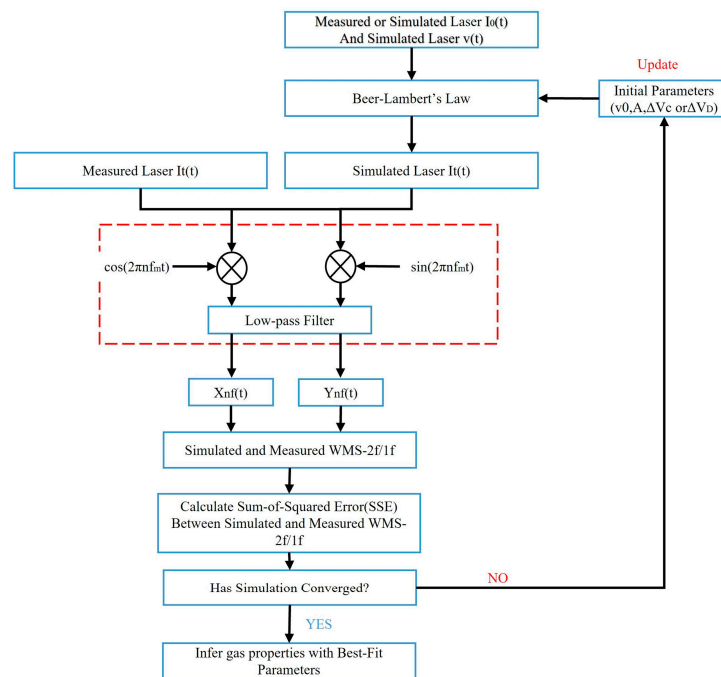 Measured or Simulated Laser I₀(t)
And Simulated Laser v(t)
Update
Beer-Lambert's Law
Initial Parameters
(v0,A,ΔVc orΔVD)
Measured Laser It(t)
Simulated Laser It(t)
cos(2πnfmt)
sin(2πnfmt)
Low-pass Filter
Xnf(t)
Ynf(t)
Simulated and Measured WMS-2f/1f
Calculate Sum-of-Squared Error(SSE)
Between Simulated and Measured WMS-
2f/1f
Has Simulation Converged?
NO
YES
Infer gas properties with Best-Fit
Parameters